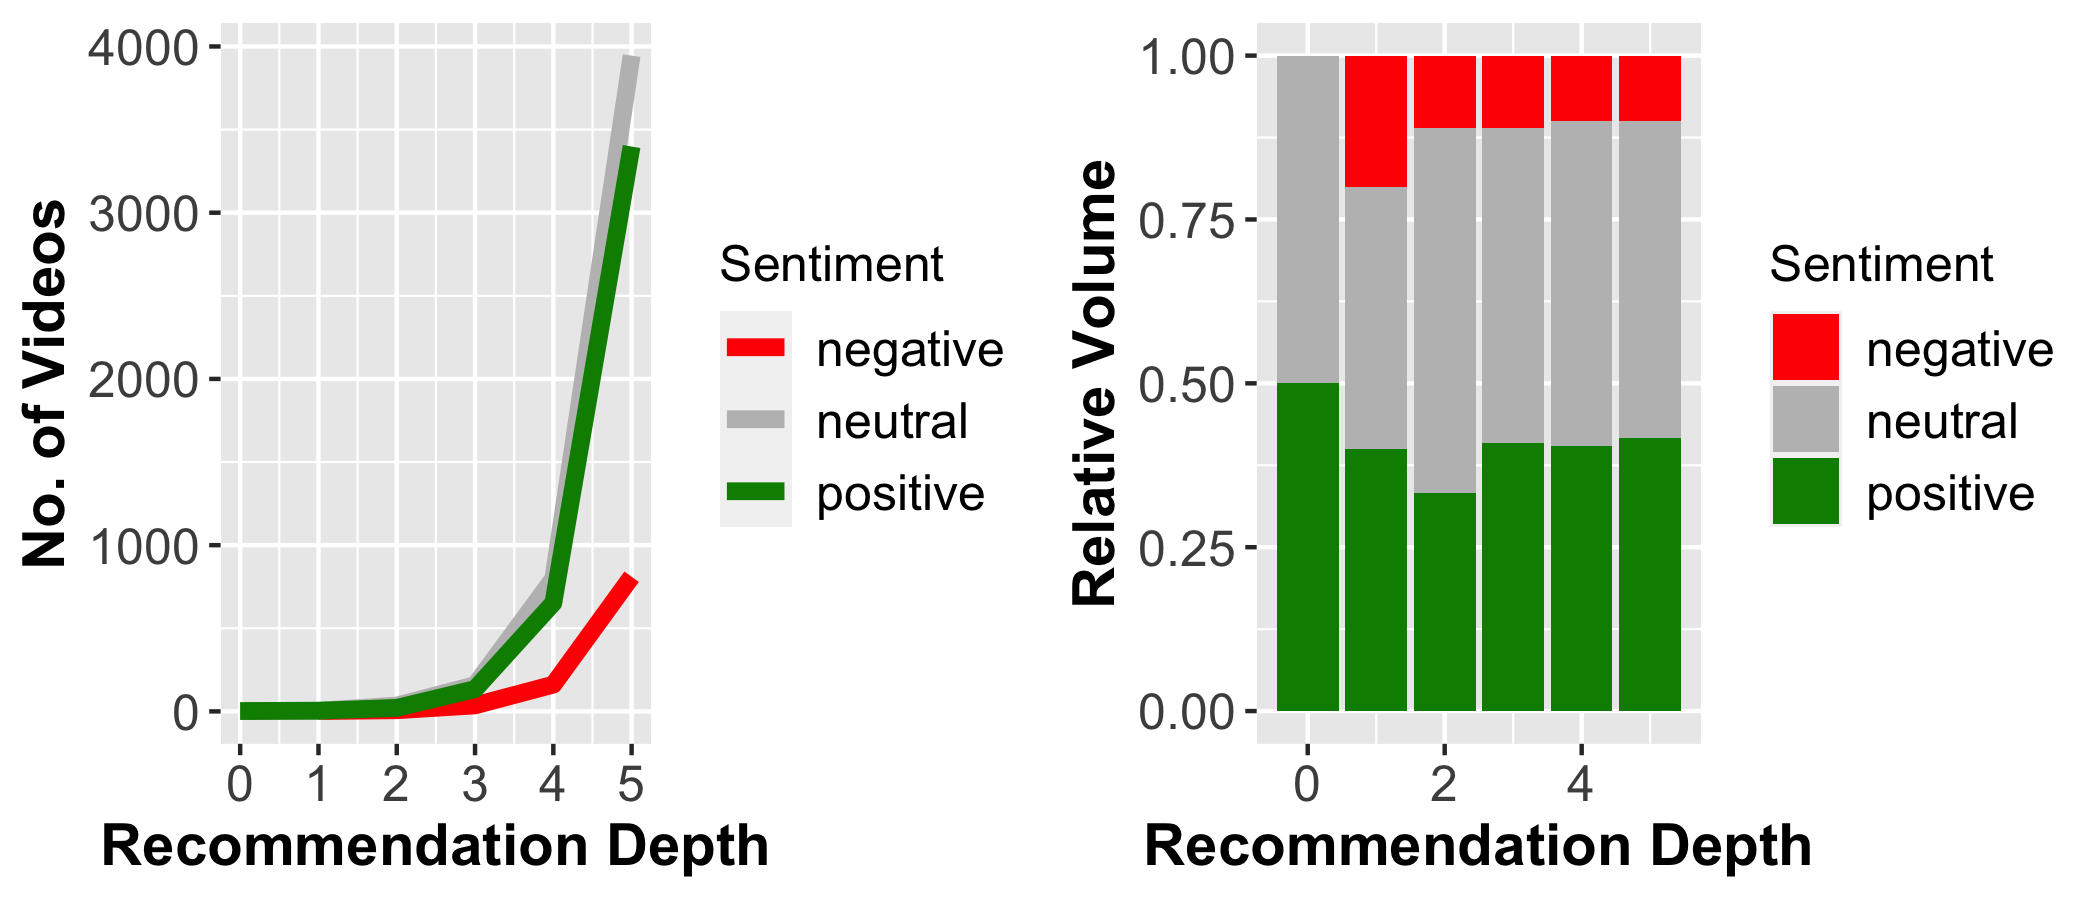 No. of Videos
4000
3000
2000
1000
0
0 1 2 3 4 5
Recommendation Depth
Sentiment
negative
neutral
positive
Relative Volume
1.00
0.75
0.50
0.25
0.00
0 2 4
Recommendation Depth
Sentiment
negative
neutral
positive